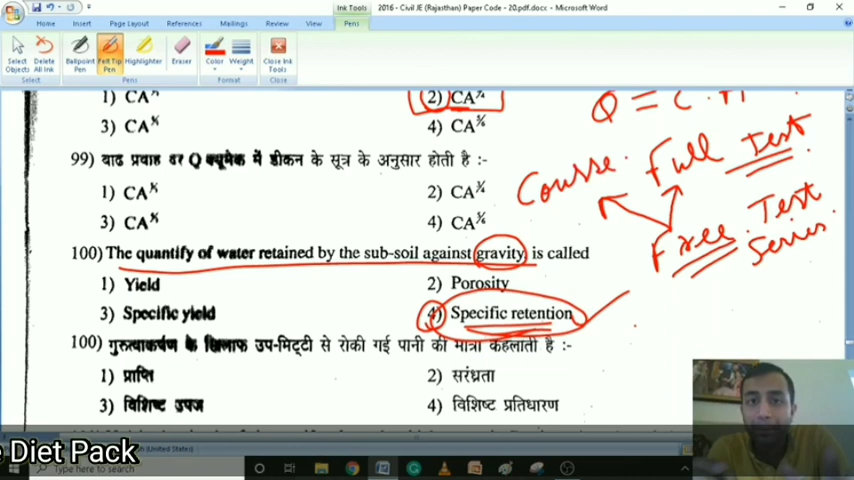 Ink Tools
2016 - Civil JE (Rajasthan) Paper Code - 20.pdf.docx - Microsoft Word
Home Insert Page Layout References Mailings Review View Pens
Select Objects
Delete All Ink
Ballpoint Pen
Felt Tip Pen
Highlighter
Eraser
Color
Weight
Close Ink Tools
Select Pens Format Close
1) CA 2) CA
3) CA 4) CA
Q = C.
99) बाढ प्रवाह दर Q क्यूमेक में डीकन के सूत्र के अनुसार होती है :-
1) CA 2) CA
3) CA 4) CA
Course. Full Test
Free Test Series.
100) The quantify of water retained by the sub-soil against gravity is called
1) Yield 2) Porosity
3) Specific yield 4) Specific retention
100) गुरुत्वाकर्षण के खिलाफ उप-मिट्टी से रोकी गई पानी की मात्रा कहलाती है :-
1) प्राप्ति 2) सरंध्रता
3) विशिष्ट उपज 4) विशिष्ट प्रतिधारण
(United States)
e Diet Pack
Type here to search